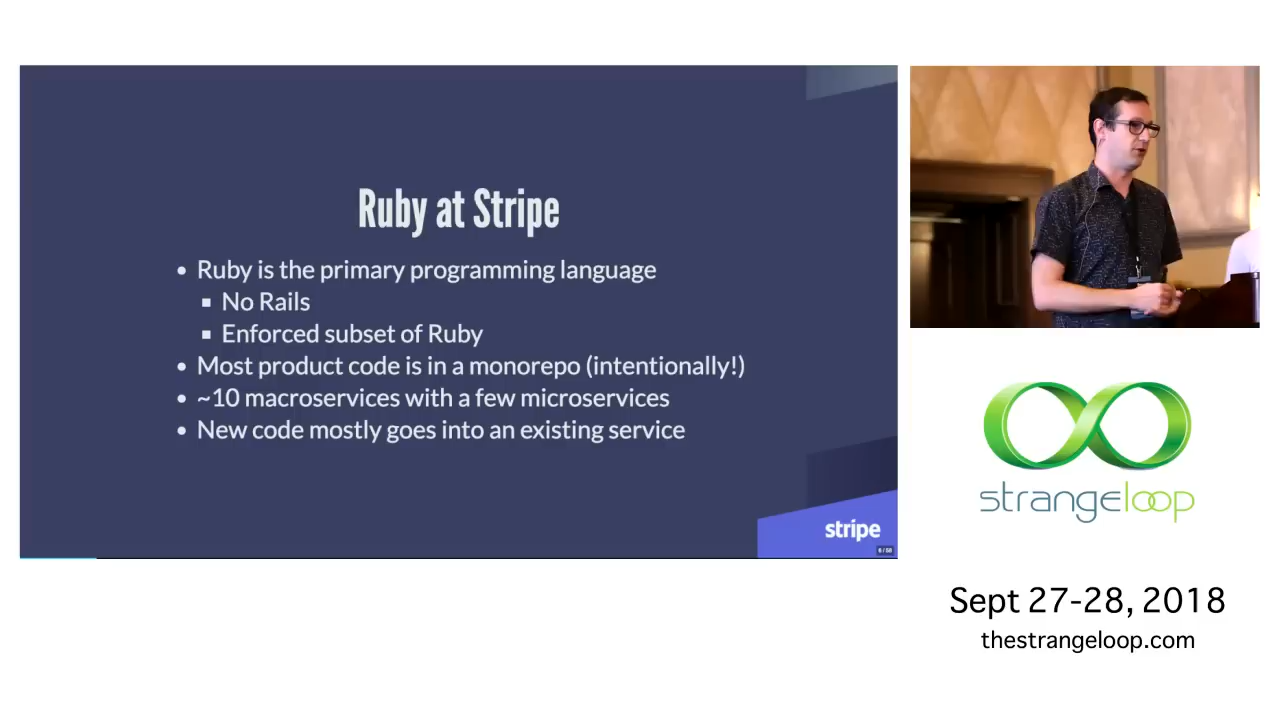 Ruby at Stripe
Ruby is the primary programming language
No Rails
Enforced subset of Ruby
Most product code is in a monorepo (intentionally!)
~10 macroservices with a few microservices
New code mostly goes into an existing service
stripe
strangeloop
Sept 27-28, 2018
thestrangeloop.com